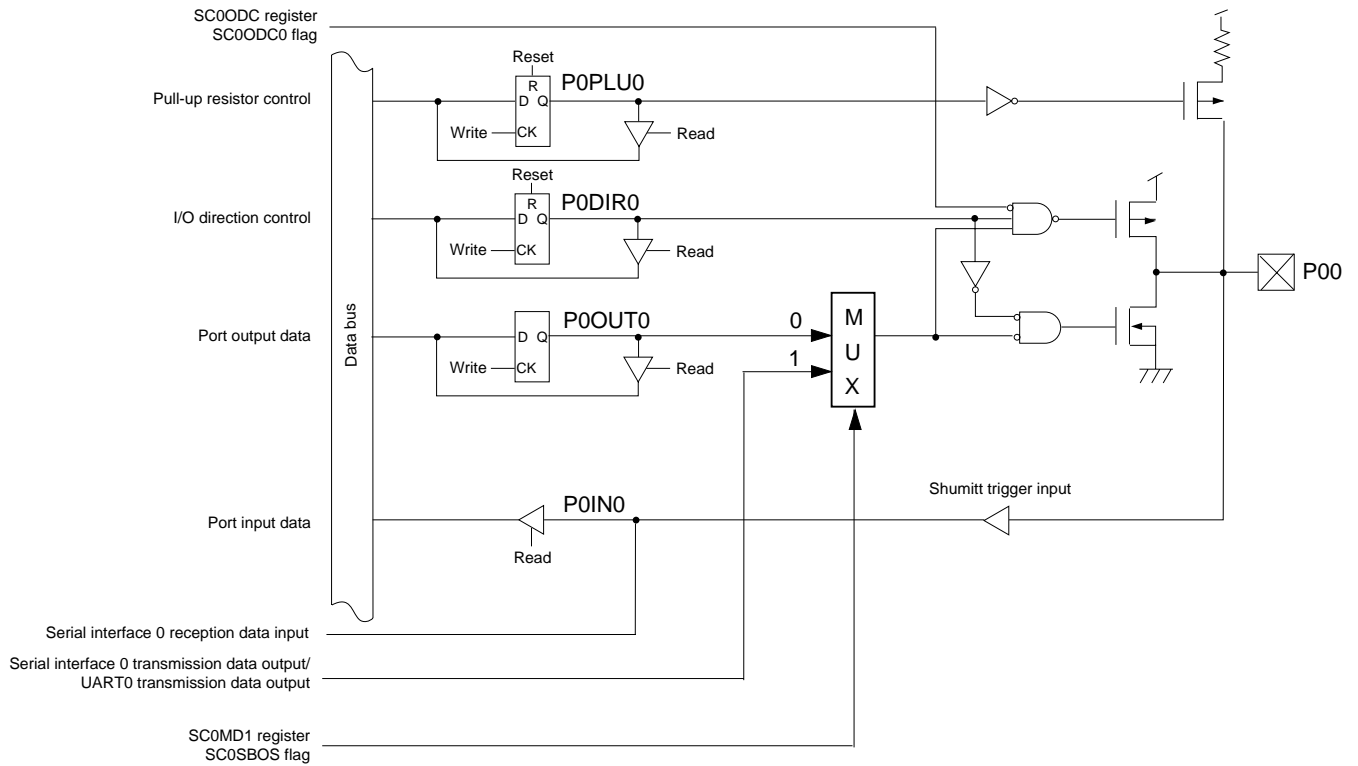 SC0ODC register
SC0ODC0 flag
Reset
Pull-up resistor control
R
P0PLU0
D Q
Write
CK
Read
Reset
I/O direction control
R
P0DIR0
D Q
Write
CK
Read
P00
Data bus
Port output data
P0OUT0
D Q
Write
CK
Read
0
1
M
U
X
Shumitt trigger input
Port input data
P0IN0
Read
Serial interface 0 reception data input
Serial interface 0 transmission data output/
UART0 transmission data output
SC0MD1 register
SC0SBOS flag